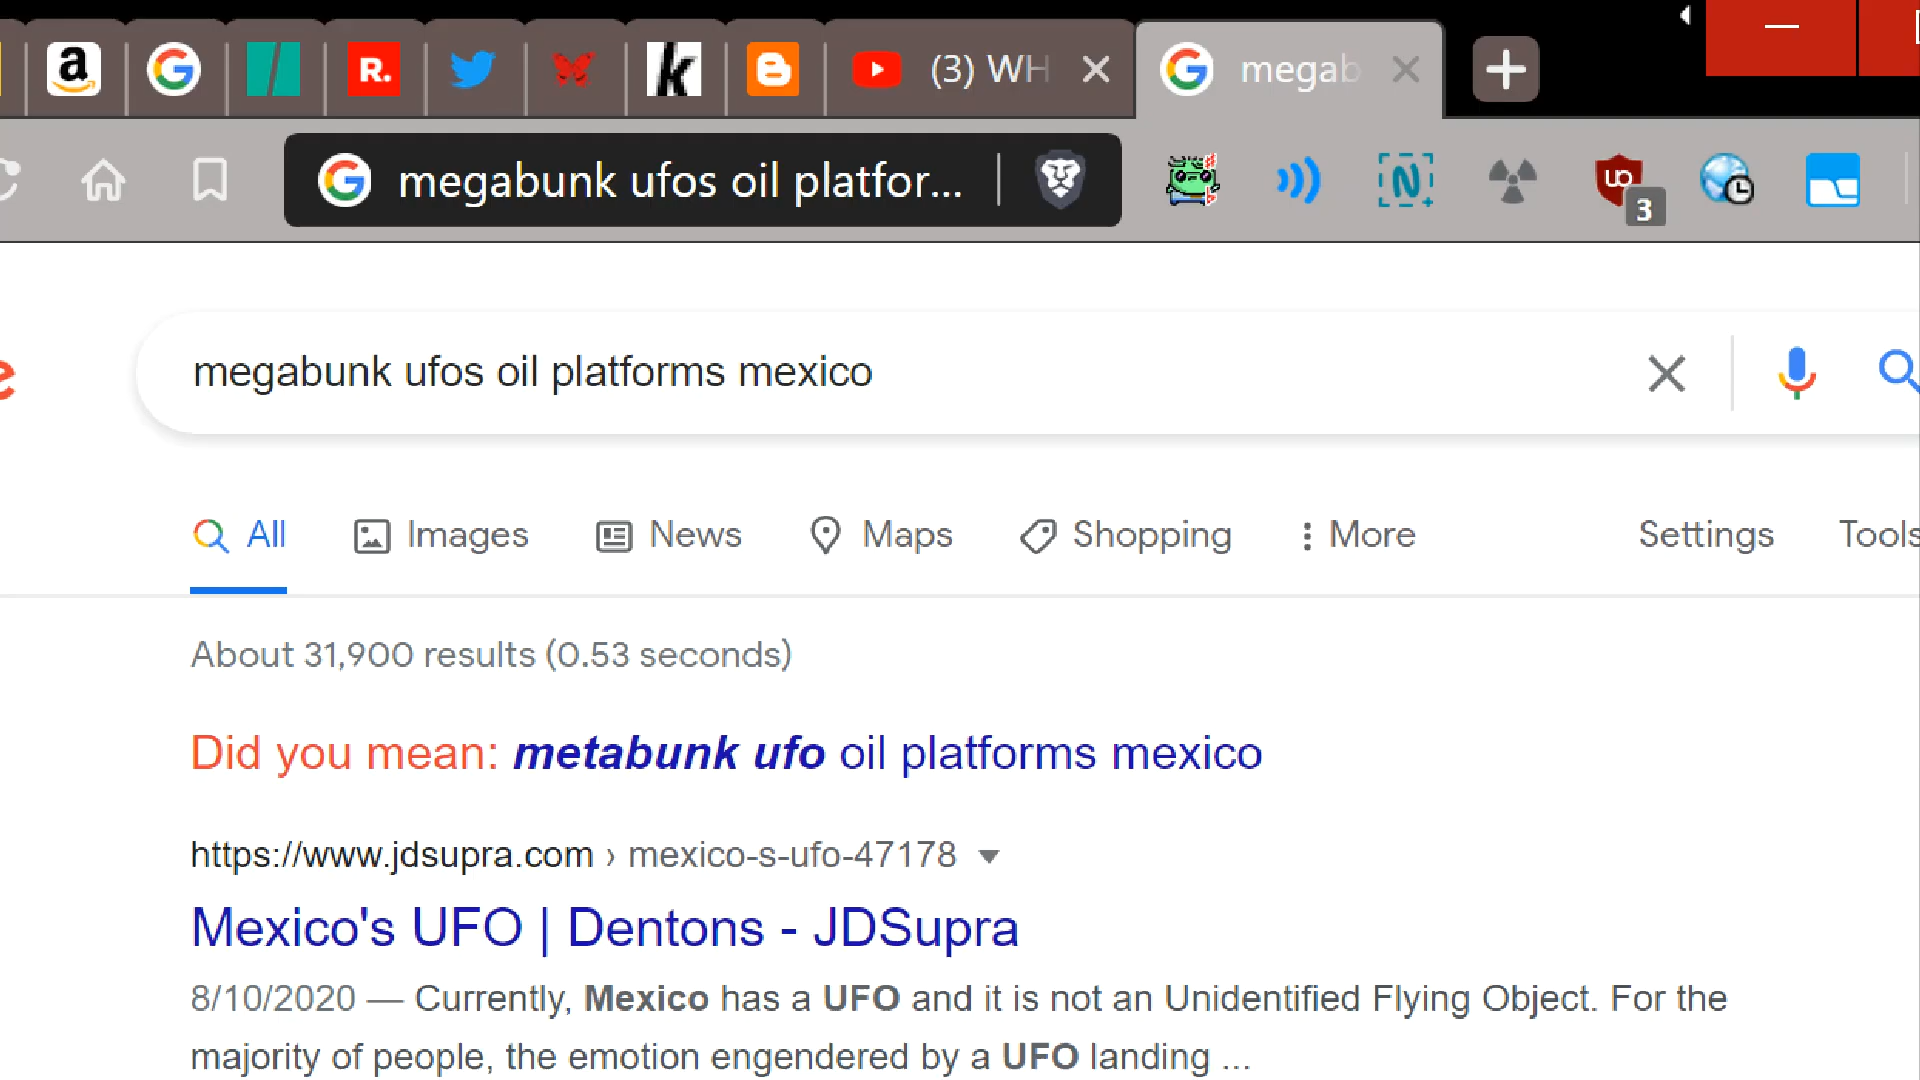 a R. k (3) WH megab
megabunk ufos oil platfor... UO 3
megabunk ufos oil platforms mexico
All Images News Maps Shopping More Settings Tools
About 31,900 results (0.53 seconds)
Did you mean: metabunk ufo oil platforms mexico
https://www.jdsupra.com › mexico-s-ufo-47178
Mexico's UFO | Dentons - JDSupra
8/10/2020 — Currently, Mexico has a UFO and it is not an Unidentified Flying Object. For the
majority of people, the emotion engendered by a UFO landing ...